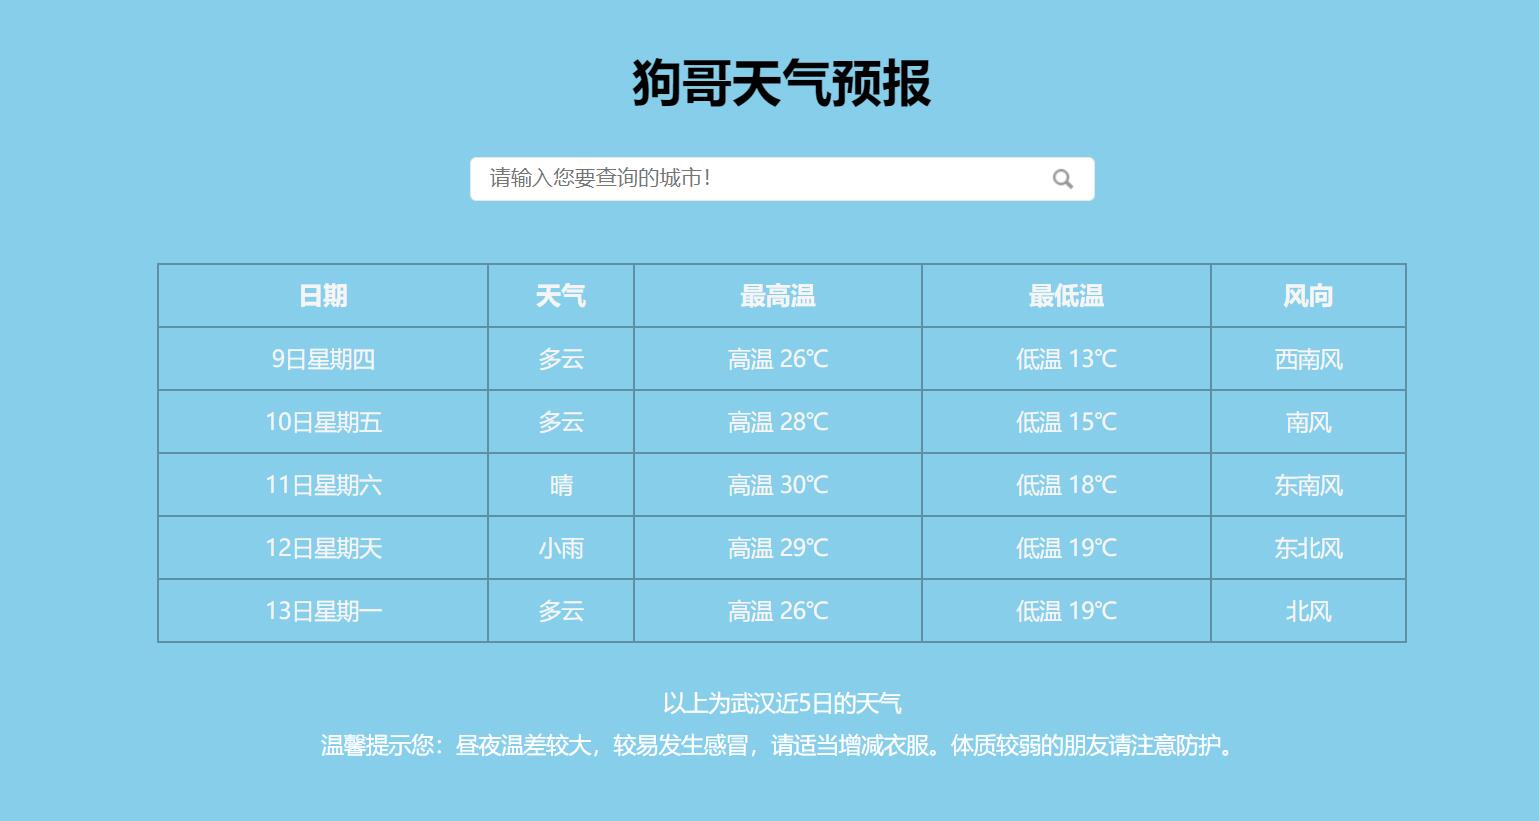 狗哥天气预报
请输入您要查询的城市!
日期 天气 最高温 最低温 风向
9日星期四 多云 高温 26℃ 低温 13℃ 西南风
10日星期五 多云 高温 28℃ 低温 15℃ 南风
11日星期六 晴 高温 30℃ 低温 18℃ 东南风
12日星期天 小雨 高温 29℃ 低温 19℃ 东北风
13日星期一 多云 高温 26℃ 低温 19℃ 北风
以上为武汉近5日的天气
温馨提示您：昼夜温差较大，较易发生感冒，请适当增减衣服。体质较弱的朋友请注意防护。